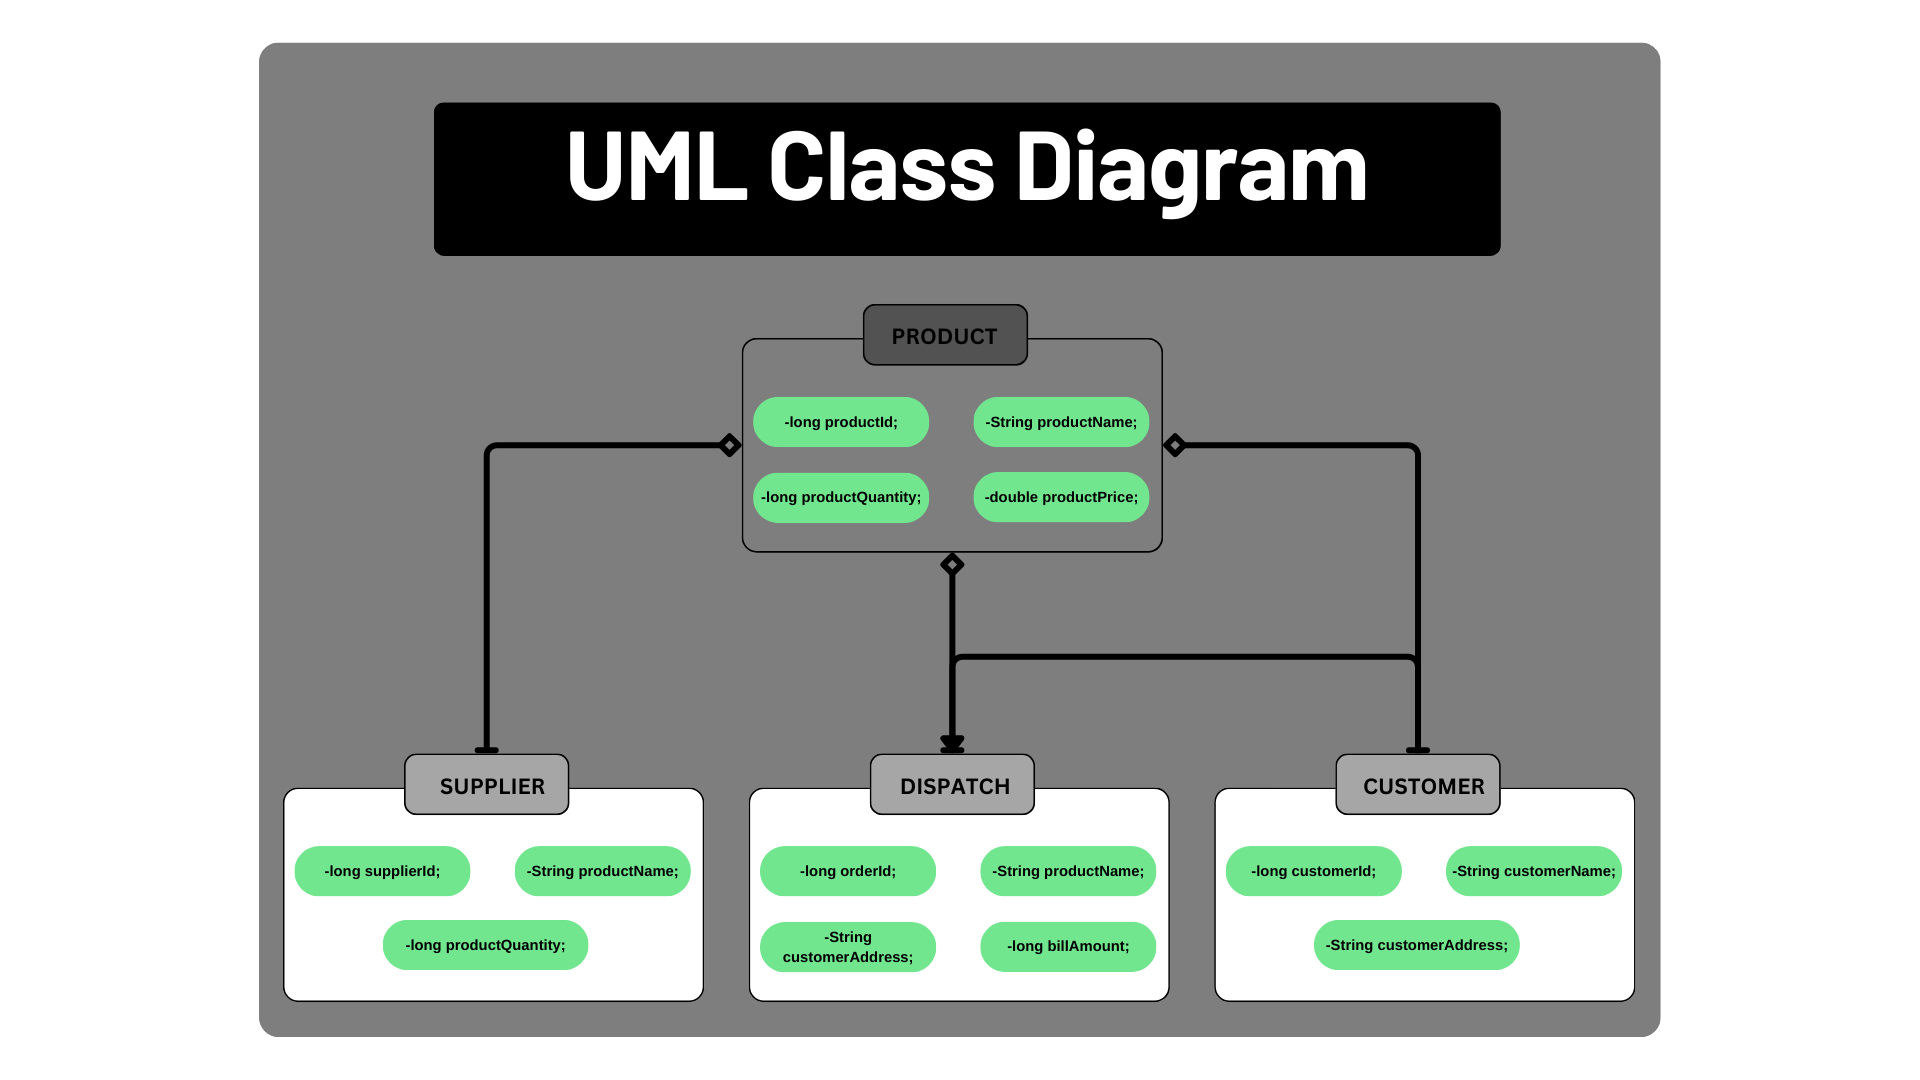 UML Class Diagram
PRODUCT
-long productId;
-String productName;
-long productQuantity;
-double productPrice;
SUPPLIER
-long supplierId;
-String productName;
-long productQuantity;
DISPATCH
-long orderId;
-String productName;
-String
customerAddress;
-long billAmount;
CUSTOMER
-long customerId;
-String customerName;
-String customerAddress;